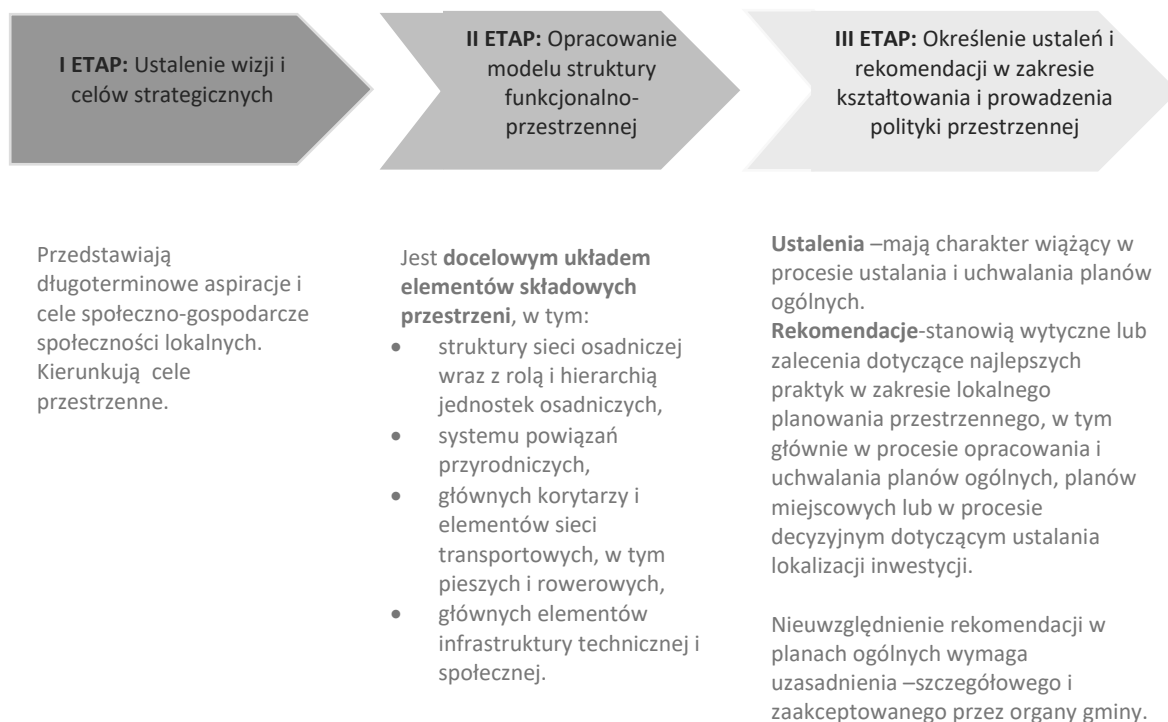 I ETAP: Ustalenie wizji i
celów strategicznych
II ETAP: Opracowanie
modelu struktury
funkcjonalno-
przestrzennej
III ETAP: Określenie ustaleń i
rekomendacji w zakresie
kształtowania i prowadzenia
polityki przestrzennej
Przedstawiają
długoterminowe aspiracje i
cele społeczno-gospodarcze
społeczności lokalnych.
Kierunkują cele
przestrzenne.
Jest docelowym układem
elementów składowych
przestrzeni, w tym:
• struktury sieci osadniczej
wraz z rolą i hierarchią
jednostek osadniczych,
• systemu powiązań
przyrodniczych,
• głównych korytarzy i
elementów sieci
transportowych, w tym
pieszych i rowerowych,
• głównych elementów
infrastruktury technicznej i
społecznej.
Ustalenia –mają charakter wiążący w
procesie ustalania i uchwalania planów
ogólnych.
Rekomendacje-stanowią wytyczne lub
zalecenia dotyczące najlepszych
praktyk w zakresie lokalnego
planowania przestrzennego, w tym
głównie w procesie opracowania i
uchwalania planów ogólnych, planów
miejscowych lub w procesie
decyzyjnym dotyczącym ustalania
lokalizacji inwestycji.
Nieuwzględnienie rekomendacji w
planach ogólnych wymaga
uzasadnienia –szczegółowego i
zaakceptowanego przez organy gminy.